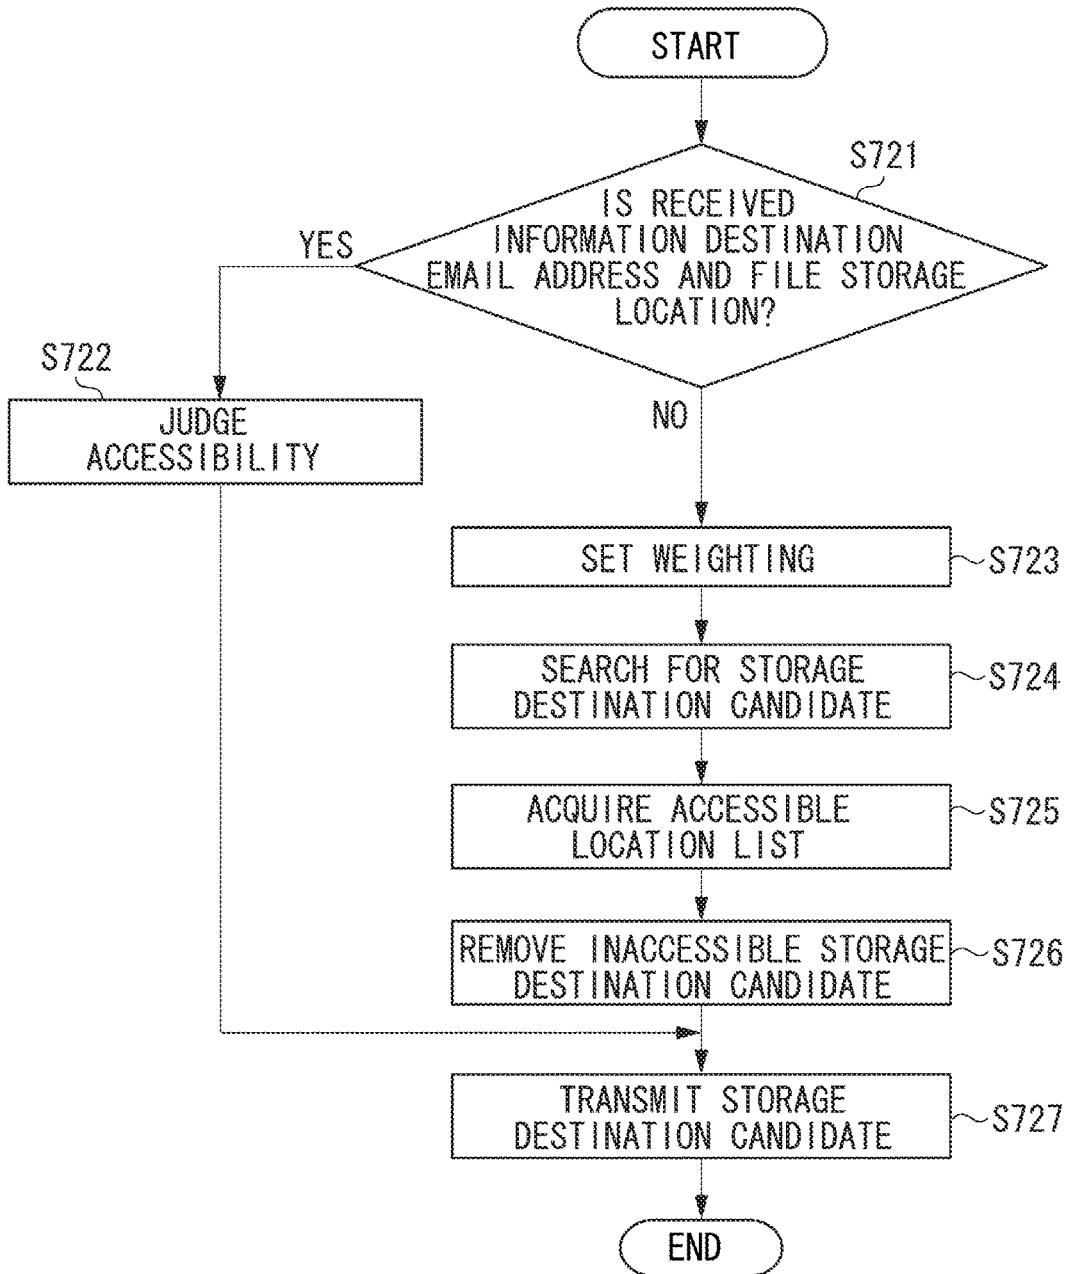 START
S721
IS RECEIVED
INFORMATION DESTINATION
EMAIL ADDRESS AND FILE STORAGE
LOCATION?
YES
NO
S722
JUDGE
ACCESSIBILITY
SET WEIGHTING
S723
SEARCH FOR STORAGE
DESTINATION CANDIDATE
S724
ACQUIRE ACCESSIBLE
LOCATION LIST
S725
REMOVE INACCESSIBLE STORAGE
DESTINATION CANDIDATE
S726
TRANSMIT STORAGE
DESTINATION CANDIDATE
S727
END